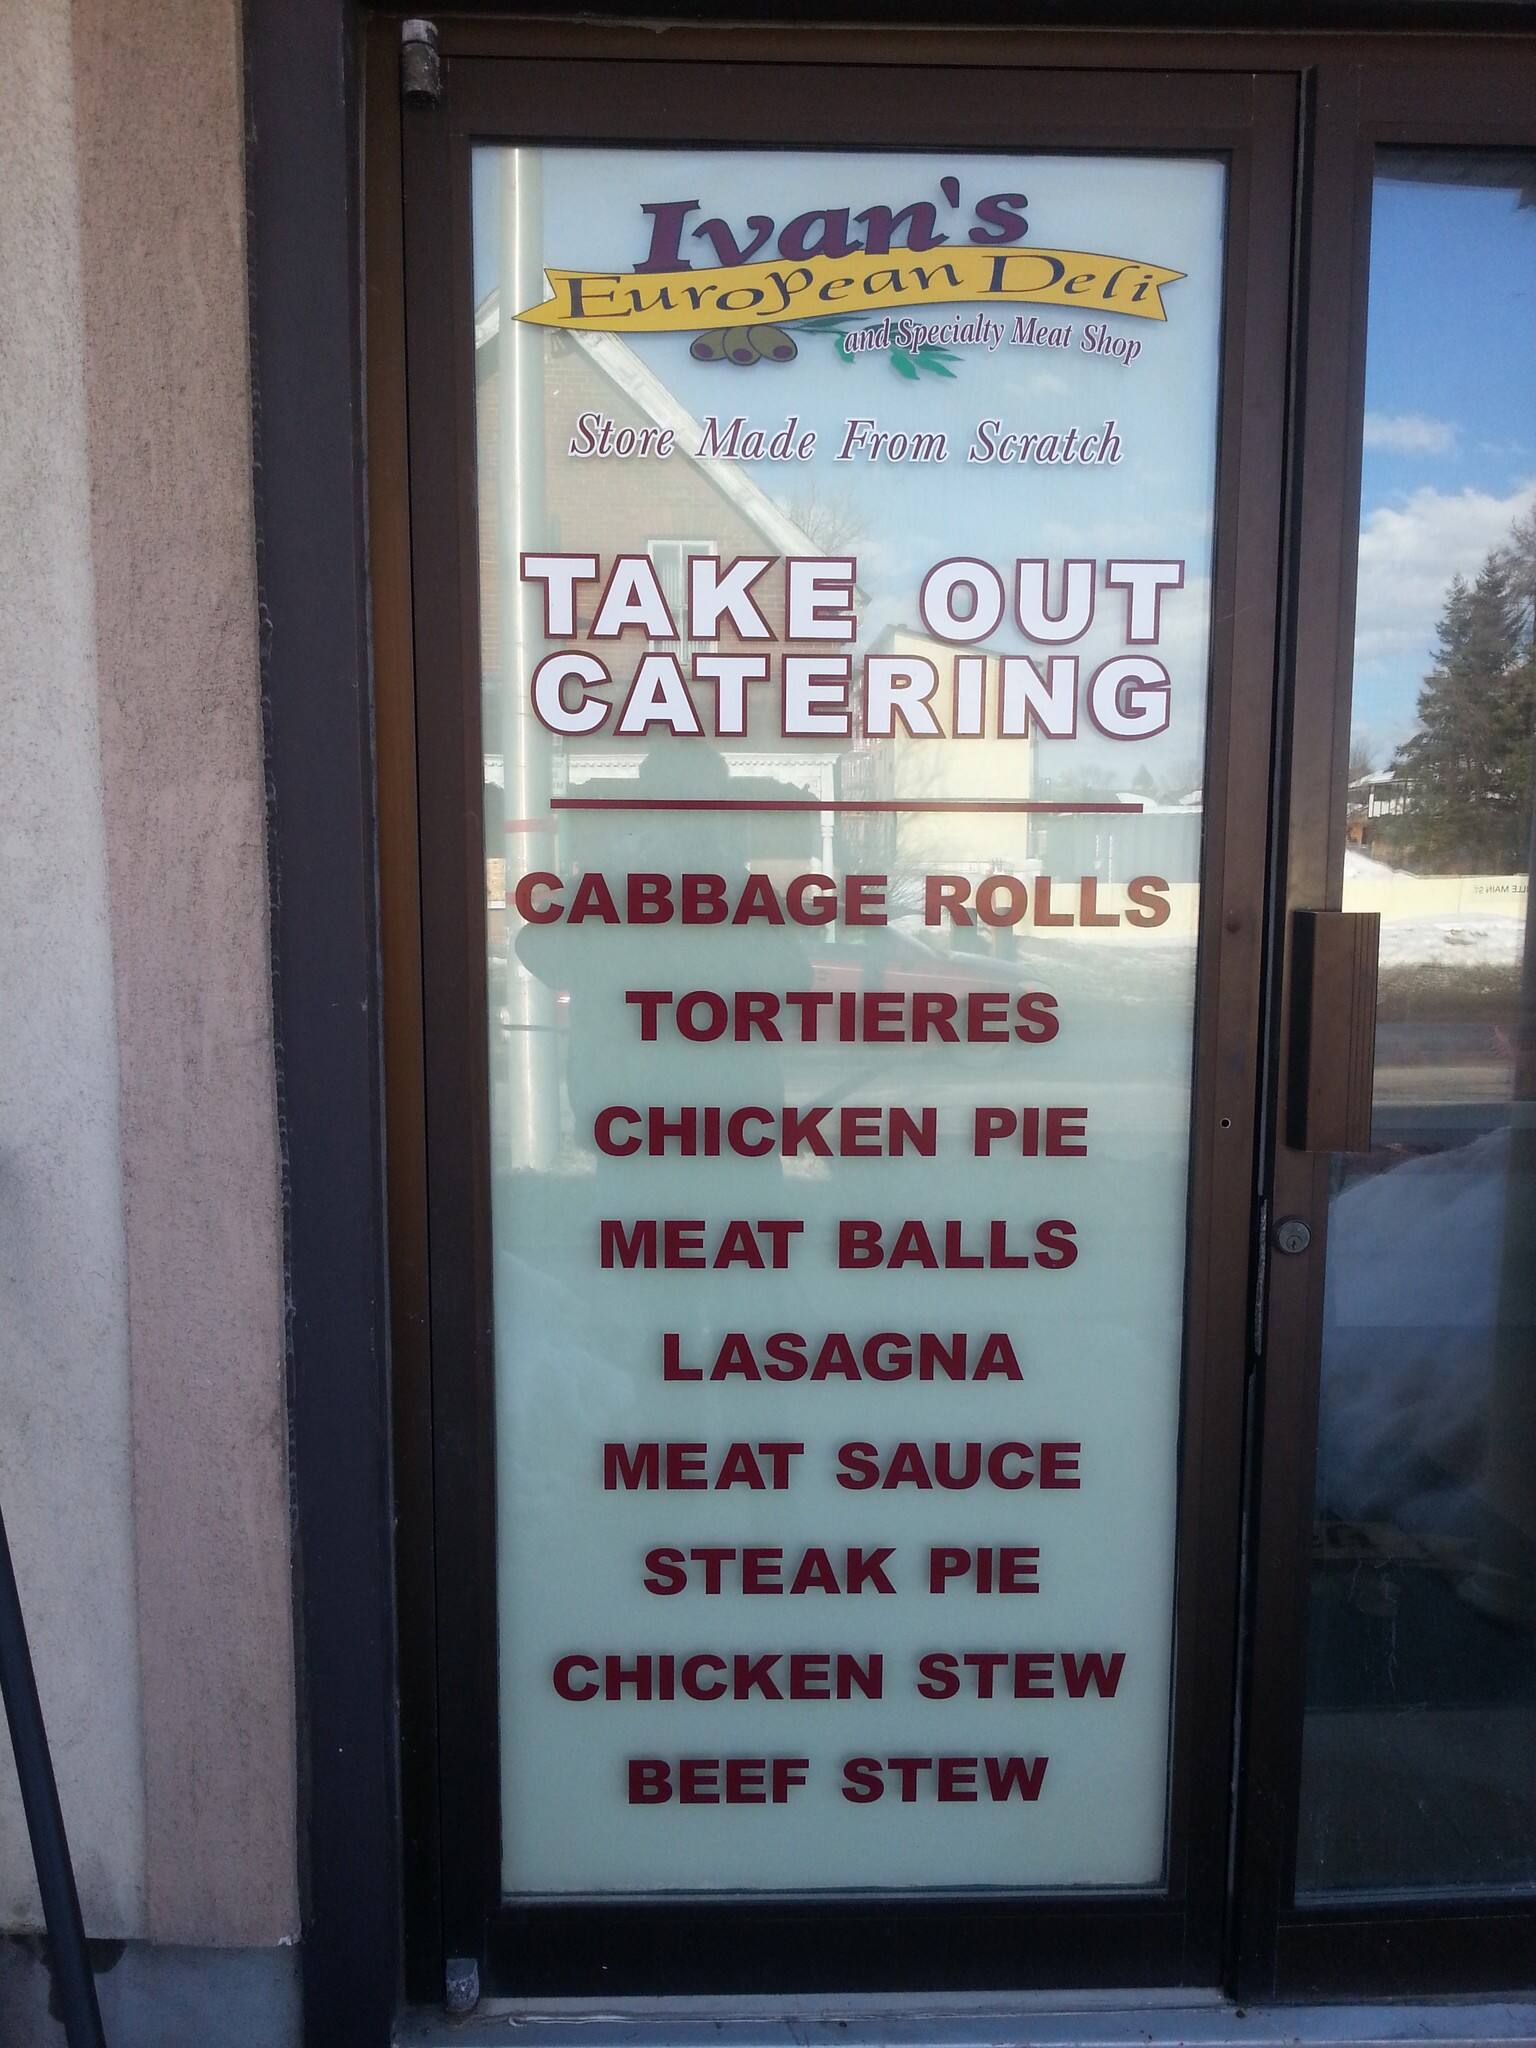 Ivan's
European Deli
and Specialty Meat Shop
Store Made From Scratch
TAKE OUT
CATERING
CABBAGE ROLLS
TORTIERES
CHICKEN PIE
MEAT BALLS
LASAGNA
MEAT SAUCE
STEAK PIE
CHICKEN STEW
BEEF STEW